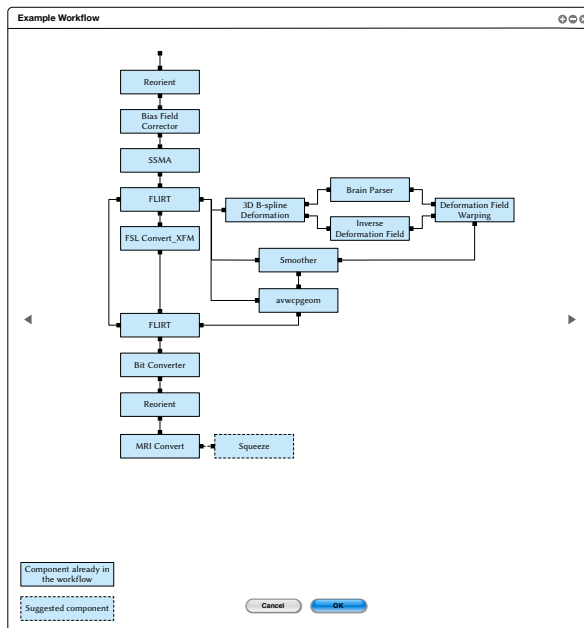 Example Workflow
Reorient
Bias Field
Corrector
SSMA
FLIRT
3D B-spline
Deformation
Brain Parser
Deformation Field
Warping
Inverse
Deformation Field
FSL Convert_XFM
Smoother
avwcpgeom
FLIRT
Bit Converter
Reorient
MRI Convert
Squeeze
Component already in
the workflow
Suggested component
Cancel
OK